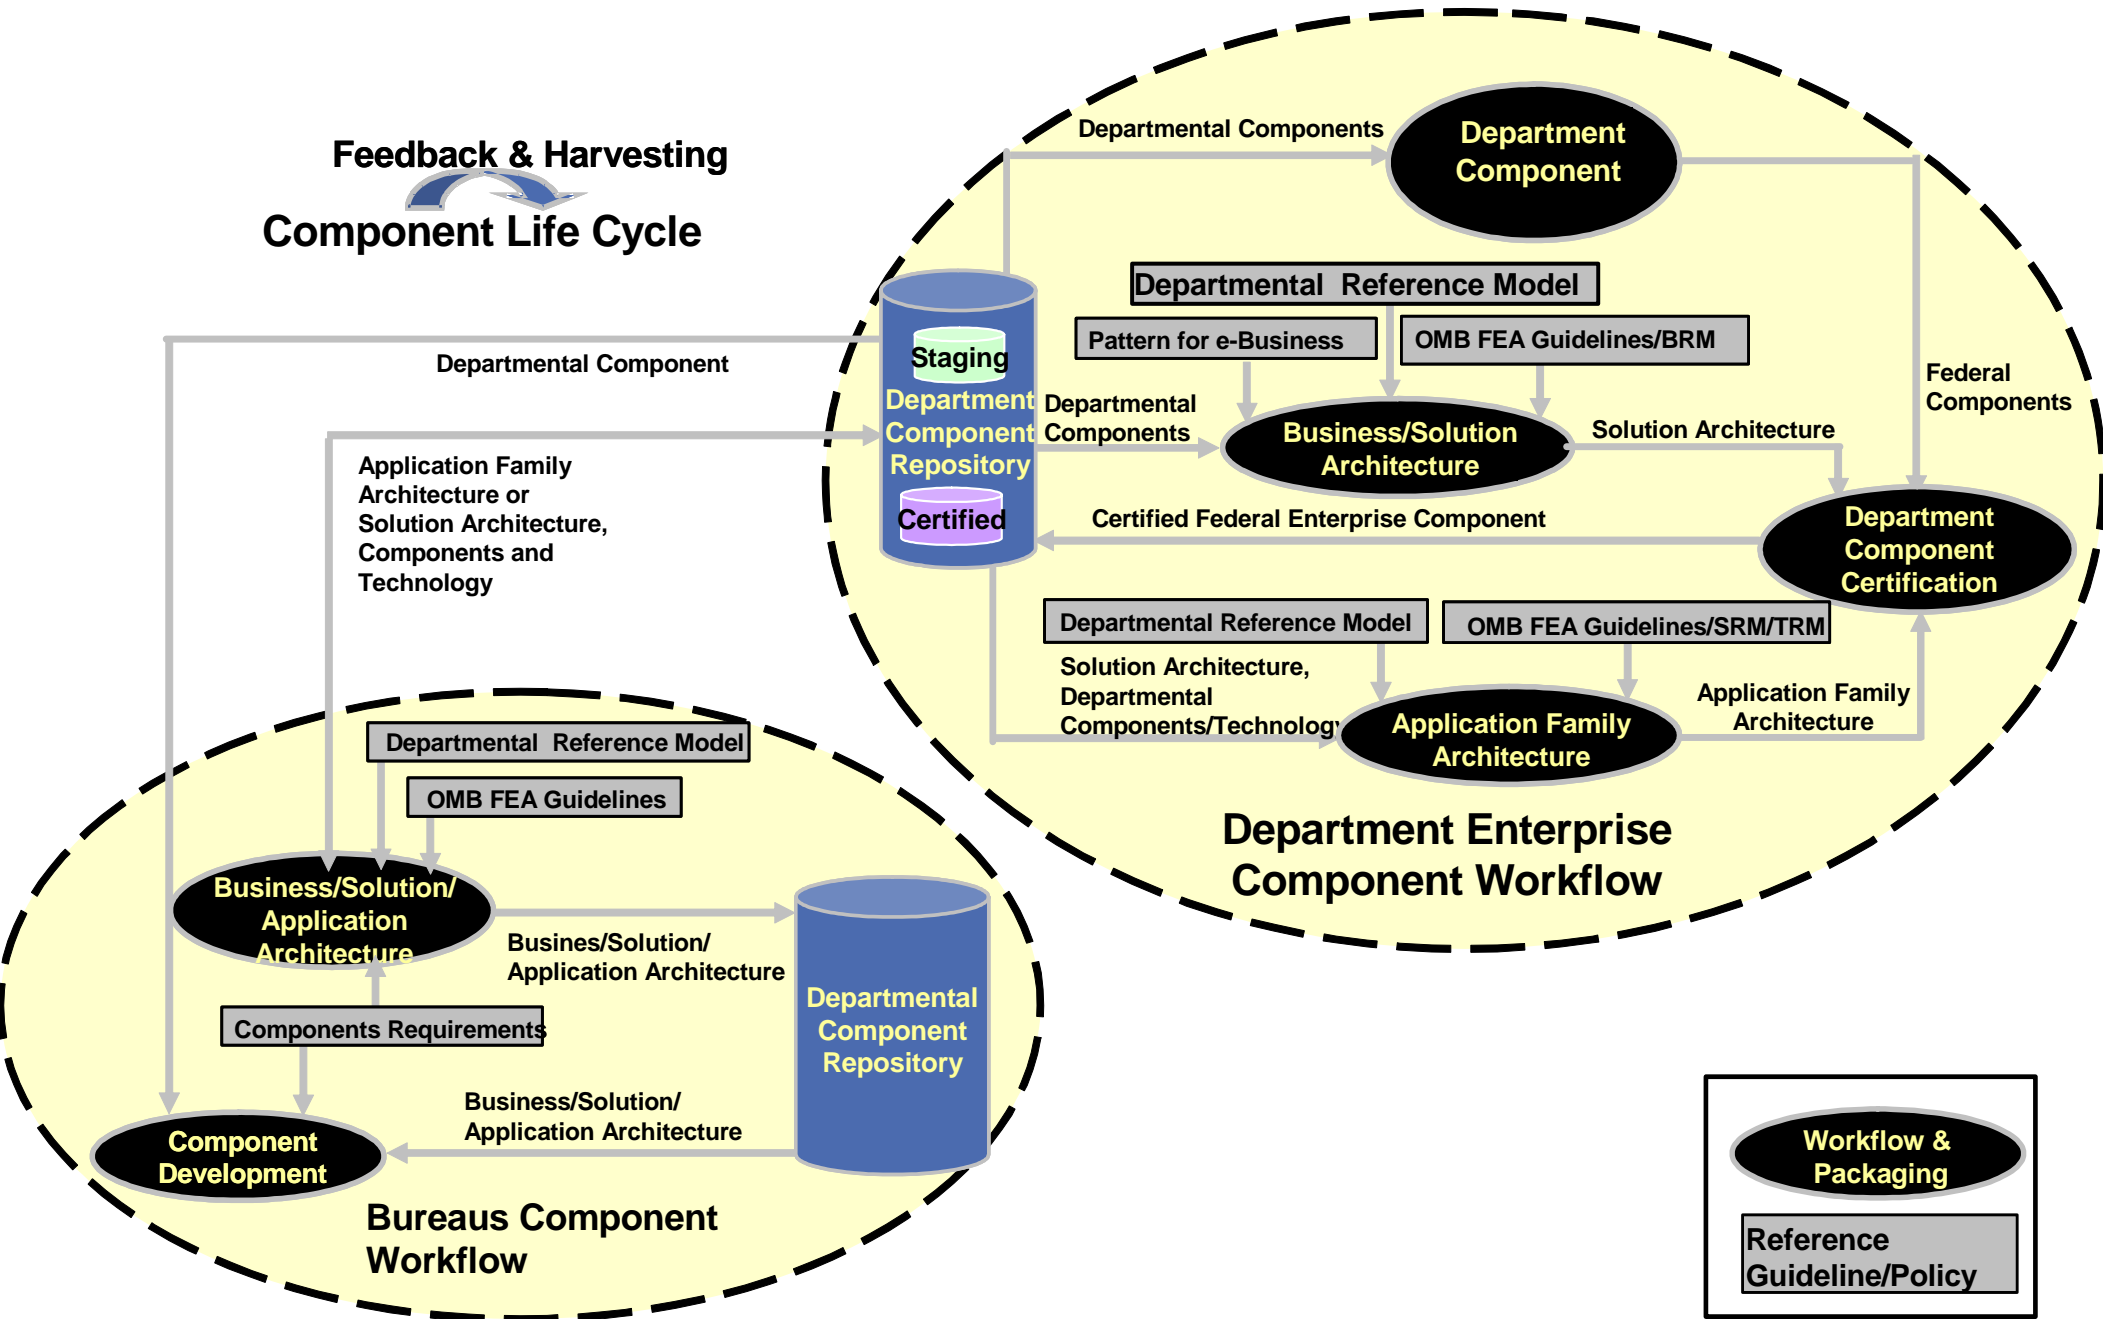 Feedback & Harvesting
Component Life Cycle
Departmental Components
Department
Component
Departmental  Reference Model
Pattern for e-Business
OMB FEA Guidelines/BRM
Staging
Department
Component
Repository
Certified
Departmental Component
Departmental
Components
Business/Solution
Architecture
Solution Architecture
Federal
Components
Application Family
Architecture or
Solution Architecture,
Components and
Technology
Certified Federal Enterprise Component
Department
Component
Certification
Departmental Reference Model
OMB FEA Guidelines/SRM/TRM
Solution Architecture,
Departmental
Components/Technology
Application Family
Architecture
Application Family
Architecture
Department Enterprise
Component Workflow
Departmental  Reference Model
OMB FEA Guidelines
Business/Solution/
Application
Architecture
Busines/Solution/
Application Architecture
Departmental
Component
Repository
Components Requirements
Business/Solution/
Application Architecture
Component
Development
Bureaus Component
Workflow
Workflow &
Packaging
Reference
Guideline/Policy